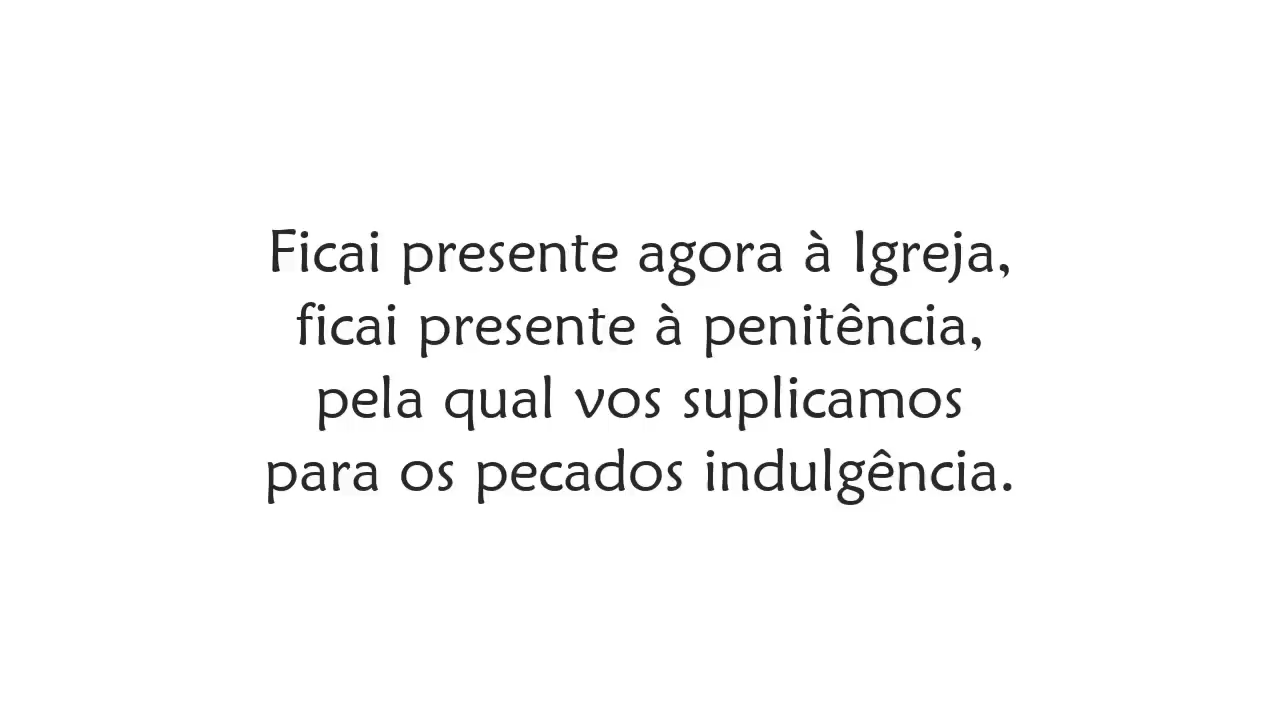 Ficai presente agora à Igreja,
ficai presente à penitência,
pela qual vos suplicamos
para os pecados indulgência.